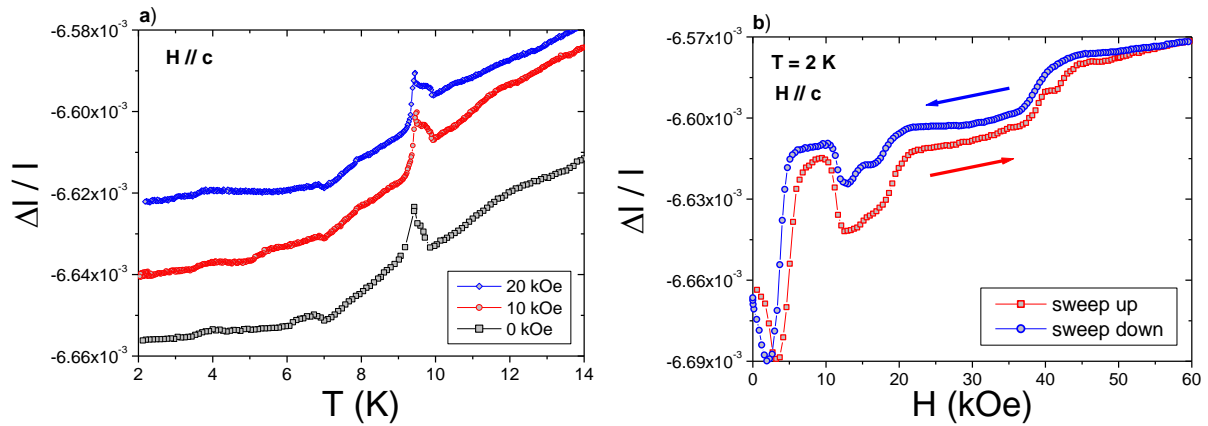 a)
H // c
-6.58x10⁻³
-6.60x10⁻³
-6.62x10⁻³
-6.64x10⁻³
-6.66x10⁻³
Δl / l
20 kOe
10 kOe
0 kOe
2 4 6 8 10 12 14
T (K)
b)
T = 2 K
H // c
-6.57x10⁻³
-6.60x10⁻³
-6.63x10⁻³
-6.66x10⁻³
-6.69x10⁻³
Δl / l
sweep up
sweep down
0 10 20 30 40 50 60
H (kOe)